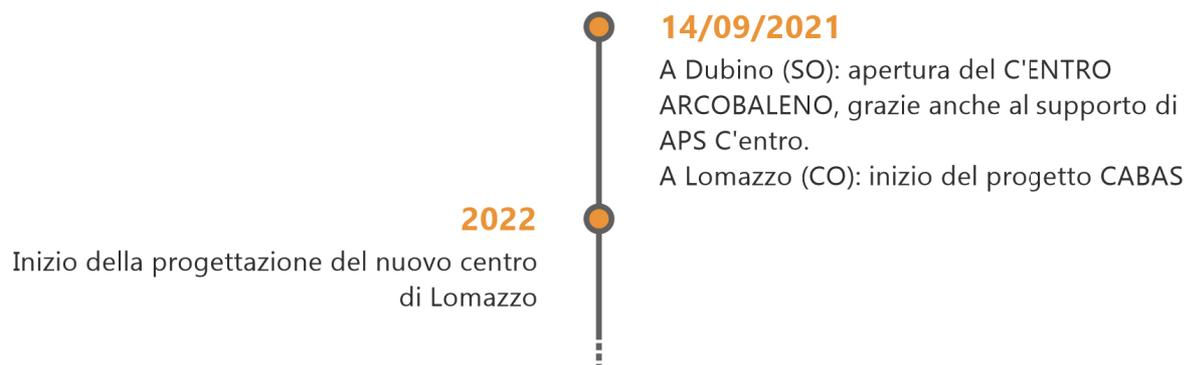 14/09/2021
A Dubino (SO): apertura del C'ENTRO
ARCOBALENO, grazie anche al supporto di
APS C'entro.
A Lomazzo (CO): inizio del progetto CABAS
2022
Inizio della progettazione del nuovo centro
di Lomazzo